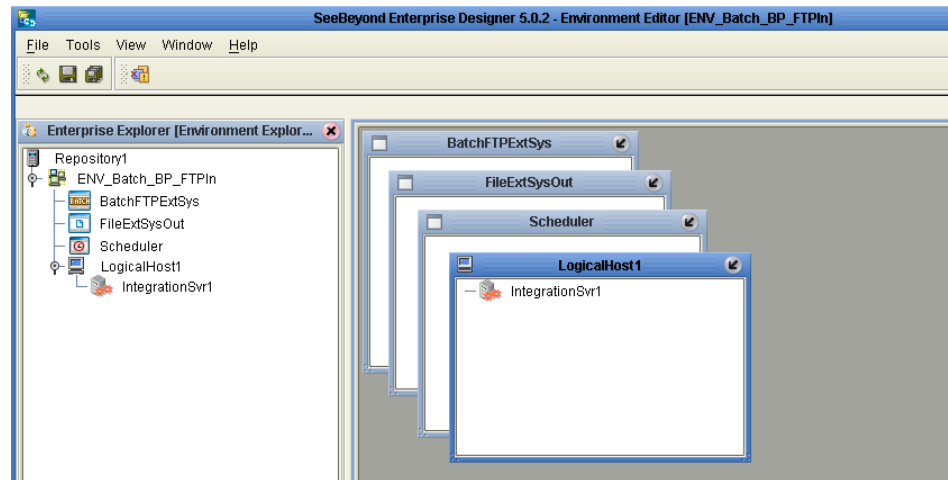 SeeBeyond Enterprise Designer 5.0.2 - Environment Editor [ENV_Batch_BP_FTPIn]
File Tools View Window Help
Enterprise Explorer [Environment Explor...
Repository1
ENV_Batch_BP_FTPIn
BatchFTPExtSys
FileExtSysOut
Scheduler
LogicalHost1
IntegrationSvr1
BatchFTPExtSys
FileExtSysOut
Scheduler
LogicalHost1
IntegrationSvr1